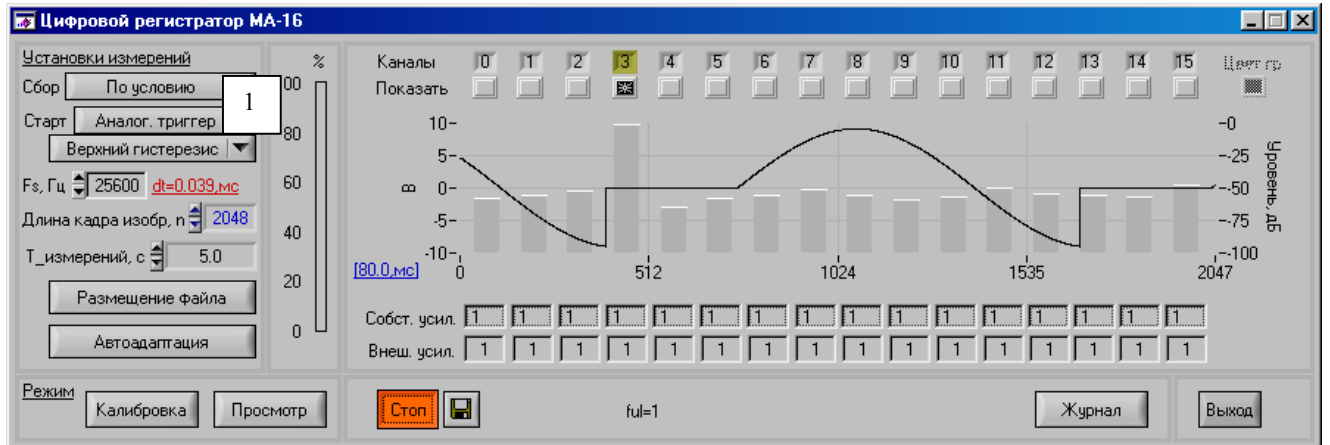 Цифровой регистратор МА-16
Установки измерений
Сбор По условию
1
Старт Аналог. триггер
Верхний гистерезис
Fs, Гц 25600 dt=0.039,мс
Длина кадра изобр, n 2048
Т_измерений, с 5.0
Размещение файла
Автоадаптация
%
100
80
60
40
20
0
Каналы 0 1 2 3 4 5 6 7 8 9 10 11 12 13 14 15 Цвет гр
Показать
10- -0
5- --25
В 0- --50 Уровень, дБ
-5- --75
-10- --100
[80.0,мс] 0 512 1024 1535 2047
Собст. усил. 1 1 1 1 1 1 1 1 1 1 1 1 1 1 1 1
Внеш. усил. 1 1 1 1 1 1 1 1 1 1 1 1 1 1 1 1
Режим
Калибровка Просмотр Стоп ful=1 Журнал Выход